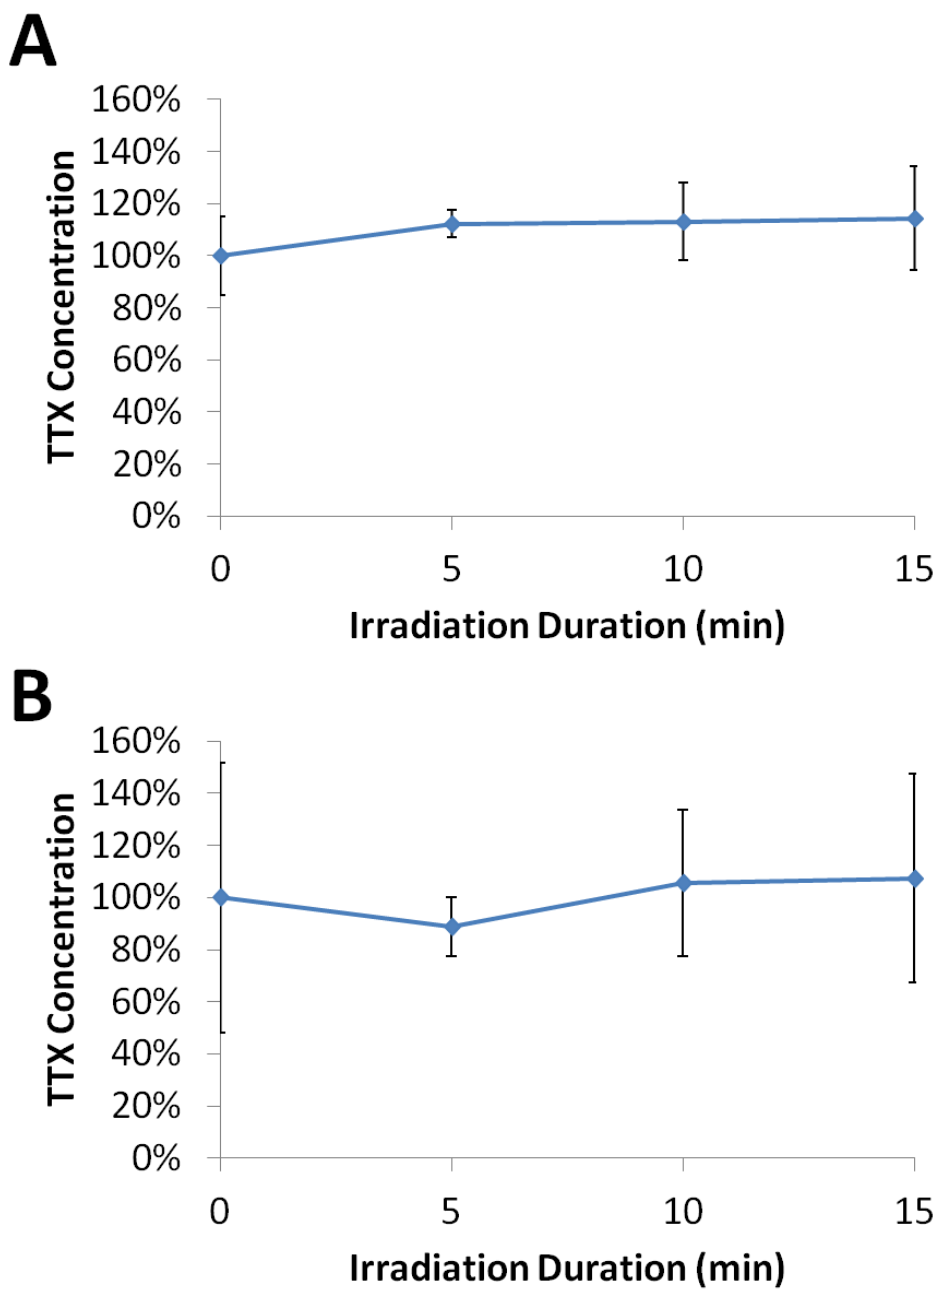 A
160%
140%
120%
100%
80%
60%
40%
20%
0%
TTX Concentration
0 5 10 15
Irradiation Duration (min)
B
160%
140%
120%
100%
80%
60%
40%
20%
0%
TTX Concentration
0 5 10 15
Irradiation Duration (min)